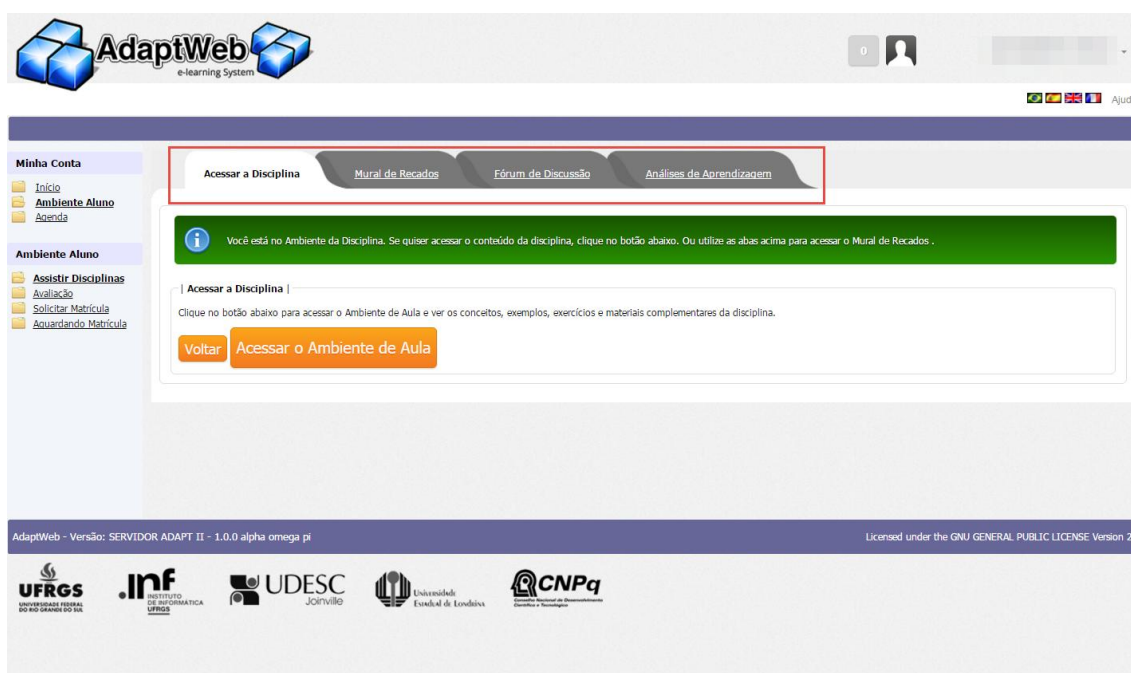 AdaptWeb
e-learning System
0
Ajud
Minha Conta
Início
Ambiente Aluno
Agenda
Ambiente Aluno
Assistir Disciplinas
Avaliação
Solicitar Matrícula
Aguardando Matrícula
Acessar a Disciplina
Mural de Recados
Fórum de Discussão
Análises de Aprendizagem
Você está no Ambiente da Disciplina. Se quiser acessar o conteúdo da disciplina, clique no botão abaixo. Ou utilize as abas acima para acessar o Mural de Recados .
| Acessar a Disciplina |
Clique no botão abaixo para acessar o Ambiente de Aula e ver os conceitos, exemplos, exercícios e materiais complementares da disciplina.
Voltar
Acessar o Ambiente de Aula
AdaptWeb - Versão: SERVIDOR ADAPT II - 1.0.0 alpha omega pi
Licensed under the GNU GENERAL PUBLIC LICENSE Version 2
UFRGS
UNIVERSIDADE FEDERAL
DO RIO GRANDE DO SUL
inf
INSTITUTO
DE INFORMÁTICA
UFRGS
UDESC
Joinville
Universidade
Estadual de Londrina
CNPq
Conselho Nacional de Desenvolvimento
Científico e Tecnológico